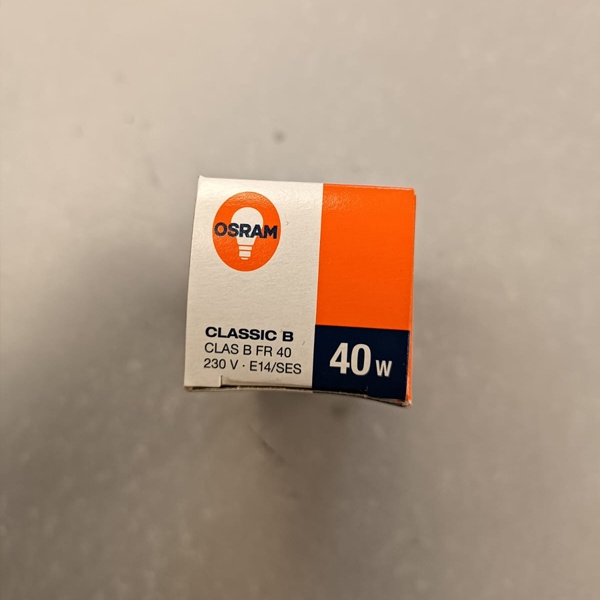 OSRAM
CLASSIC B
CLAS B FR 40
230 V · E14/SES
40 W